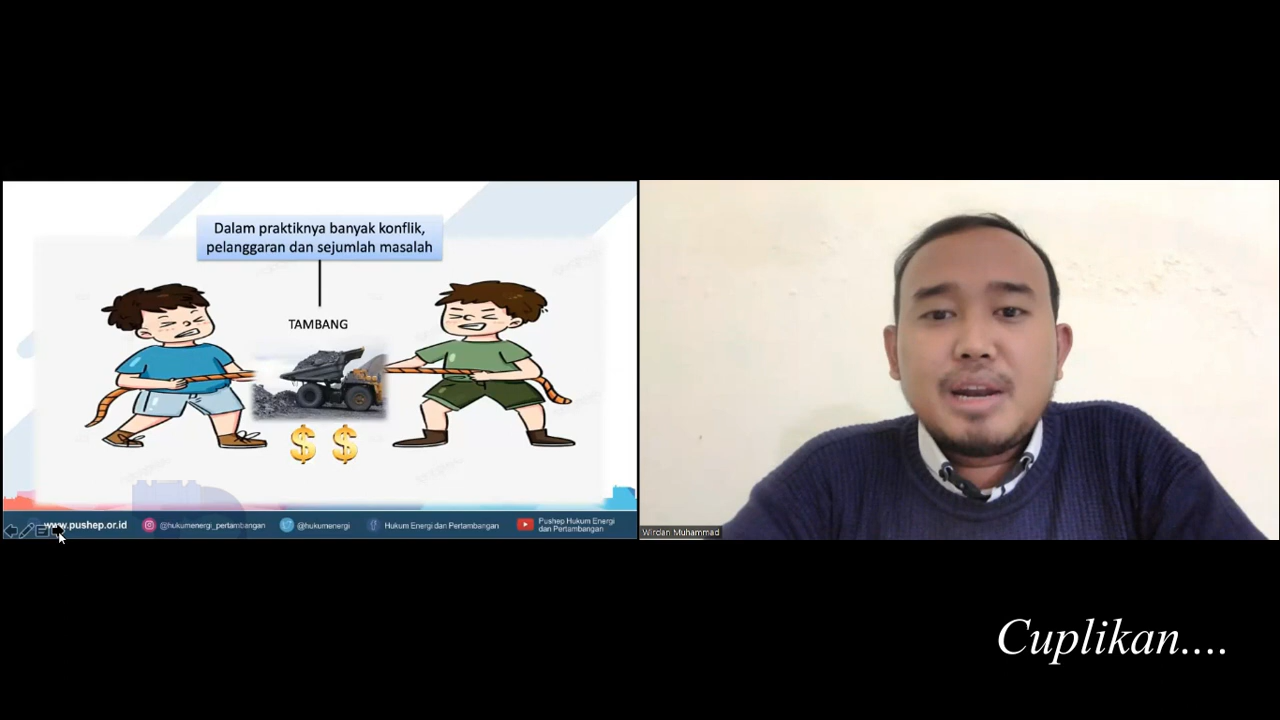 Dalam praktiknya banyak konflik,
pelanggaran dan sejumlah masalah
TAMBANG
$ $
www.pushep.or.id
@hukumenergi_pertambangan
@hukumenergi
Hukum Energi dan Pertambangan
Pushep Hukum Energi
dan Pertambangan
Wirdan Muhammad
Cuplikan....